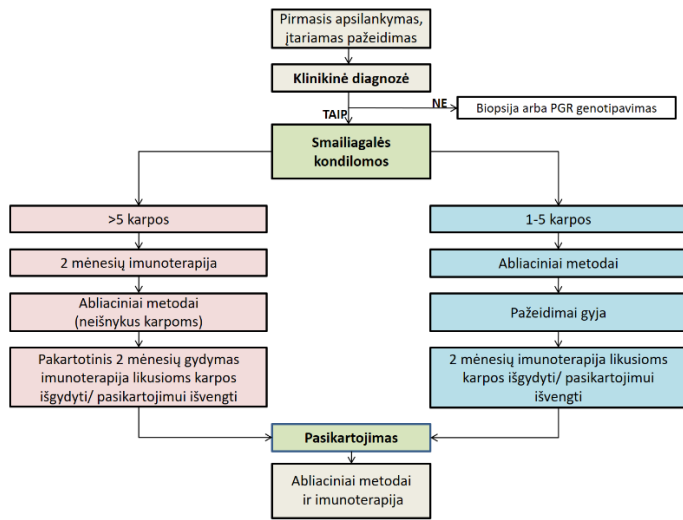 Pirmasis apsilankymas,
įtariamas pažeidimas
Klinikinė diagnozė
TAIP
NE
Biopsija arba PGR genotipavimas
Smailiagalės
kondilomos
>5 karpos
2 mėnesių imunoterapija
Abliaciniai metodai
(neišnykus karpoms)
Pakartotinis 2 mėnesių gydymas
imunoterapija likusioms karpos
išgydyti/ pasikartojimui išvengti
1-5 karpos
Abliaciniai metodai
Pažeidimai gyja
2 mėnesių imunoterapija likusioms
karpos išgydyti/ pasikartojimui
išvengti
Pasikartojimas
Abliaciniai metodai
ir imunoterapija